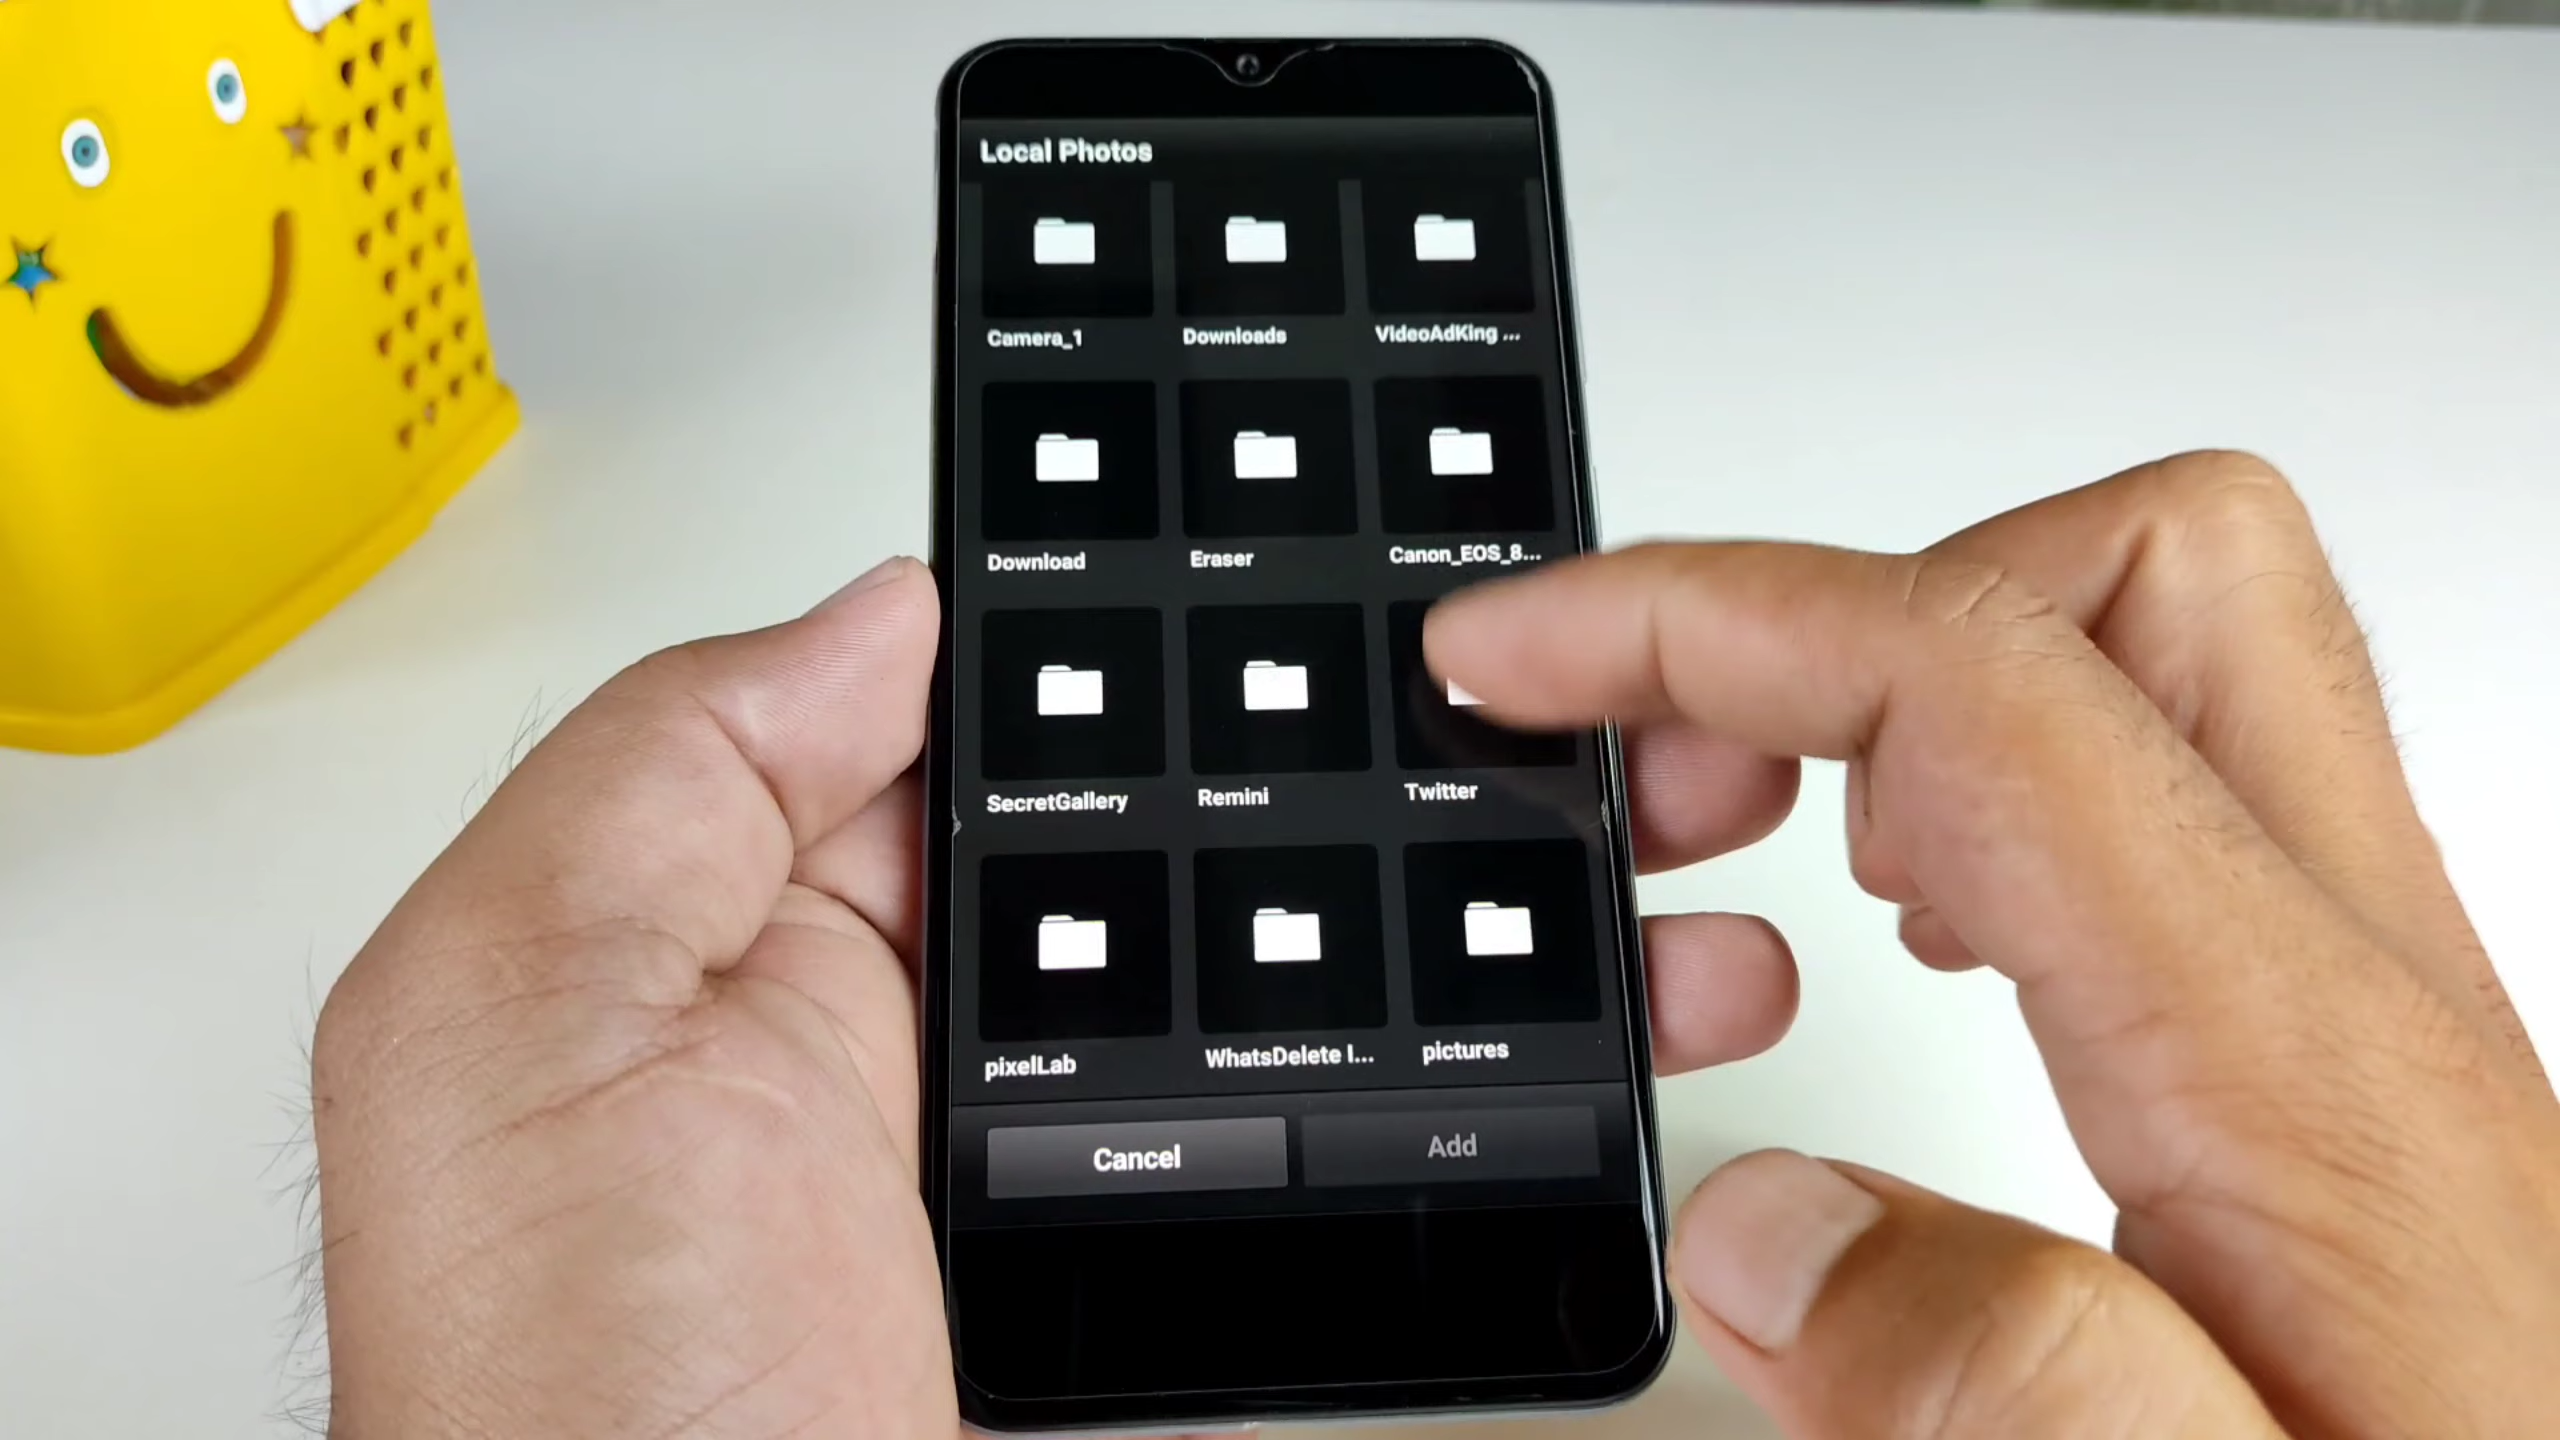 Local Photos
Camera_1
Downloads
VideoAdKing ...
Download
Eraser
Canon_EOS_8...
SecretGallery
Remini
Twitter
pixelLab
WhatsDelete I...
pictures
Cancel
Add